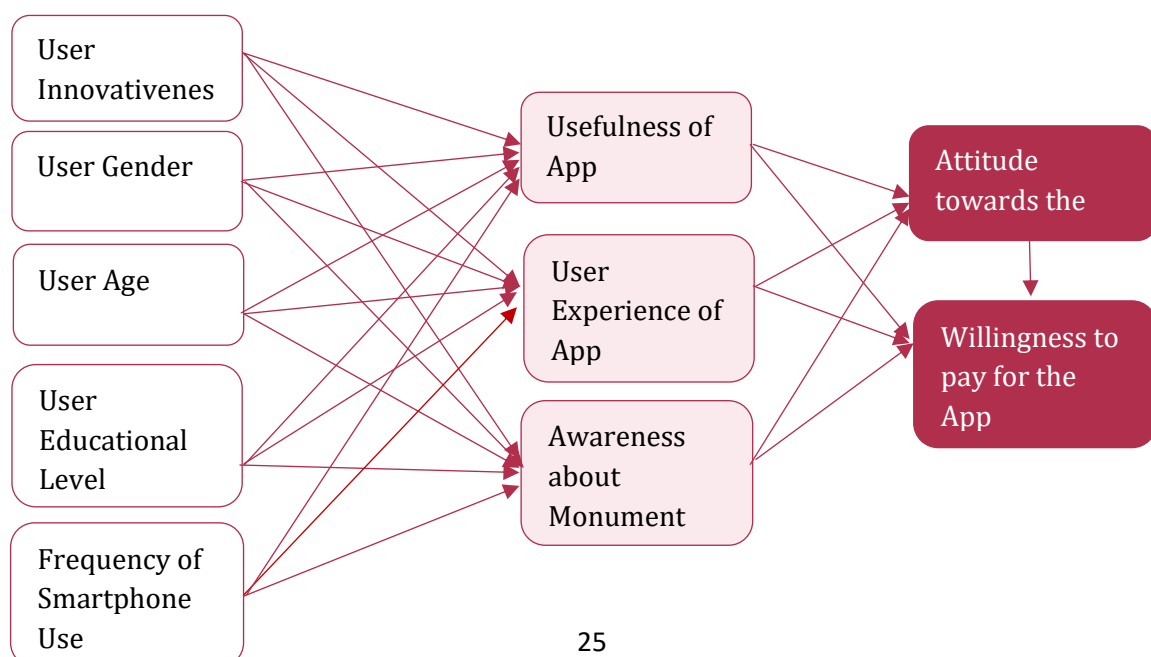 User
Innovativenes
User Gender
User Age
User
Educational
Level
Frequency of
Smartphone
Use
Usefulness of
App
User
Experience of
App
Awareness
about
Monument
Attitude
towards the
Willingness to
pay for the
App
25